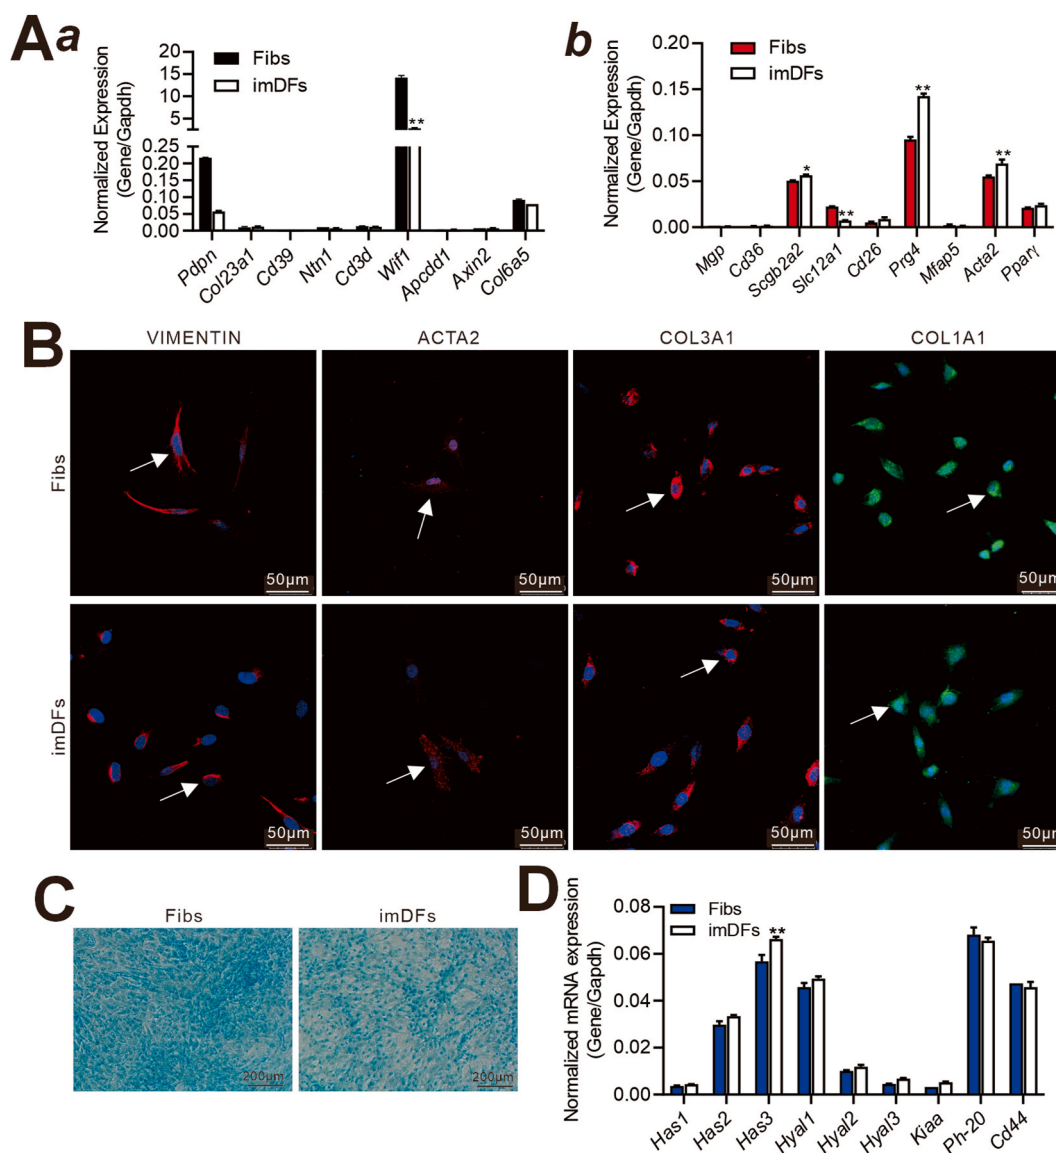 A
a
Normalized Expression
(Gene/Gapdh)
20
15
10
5
0.25
0.20
0.15
0.10
0.05
0.00
Fibs
imDFs
**
Pdpn
Col23a1
Cd39
Ntn1
Cd3d
Wif1
Apcdd1
Axin2
Col6a5
b
Normalized Expression
(Gene/Gapdh)
0.20
0.15
0.10
0.05
0.00
Fibs
imDFs
*
**
**
**
Mgp
Cd36
Scgb2a2
Slc12a1
Cd26
Prg4
Mfap5
Acta2
Pparγ
B
VIMENTIN
ACTA2
COL3A1
COL1A1
Fibs
50μm
50μm
50μm
50μm
imDFs
50μm
50μm
50μm
50μm
C
Fibs
imDFs
200μm
200μm
D
Normalized mRNA expression
(Gene/Gapdh)
0.08
0.06
0.04
0.02
0.00
Fibs
imDFs
**
Has1
Has2
Has3
Hyal1
Hyal2
Hyal3
Kiaa
Ph-20
Cd44